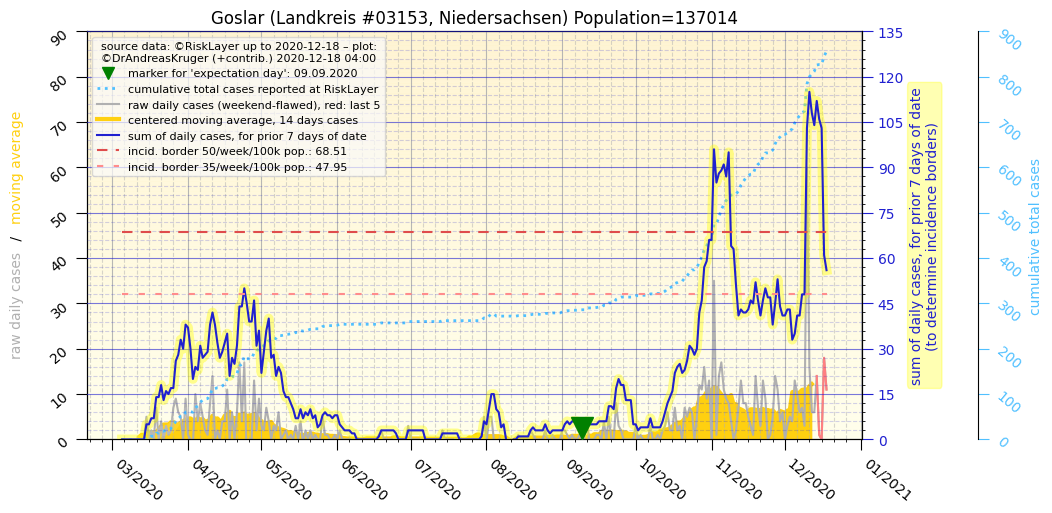 Goslar (Landkreis #03153, Niedersachsen) Population=137014
source data: ©RiskLayer up to 2020-12-18 – plot:
©DrAndreasKruger (+contrib.) 2020-12-18 04:00
marker for 'expectation day': 09.09.2020
cumulative total cases reported at RiskLayer
raw daily cases (weekend-flawed), red: last 5
centered moving average, 14 days cases
sum of daily cases, for prior 7 days of date
incid. border 50/week/100k pop.: 68.51
incid. border 35/week/100k pop.: 47.95
raw daily cases / moving average
90
80
70
60
50
40
30
20
10
0
03/2020
04/2020
05/2020
06/2020
07/2020
08/2020
09/2020
10/2020
11/2020
12/2020
01/2021
135
120
105
90
75
60
45
30
15
0
sum of daily cases, for prior 7 days of date
(to determine incidence borders)
900
800
700
600
500
400
300
200
100
0
cumulative total cases